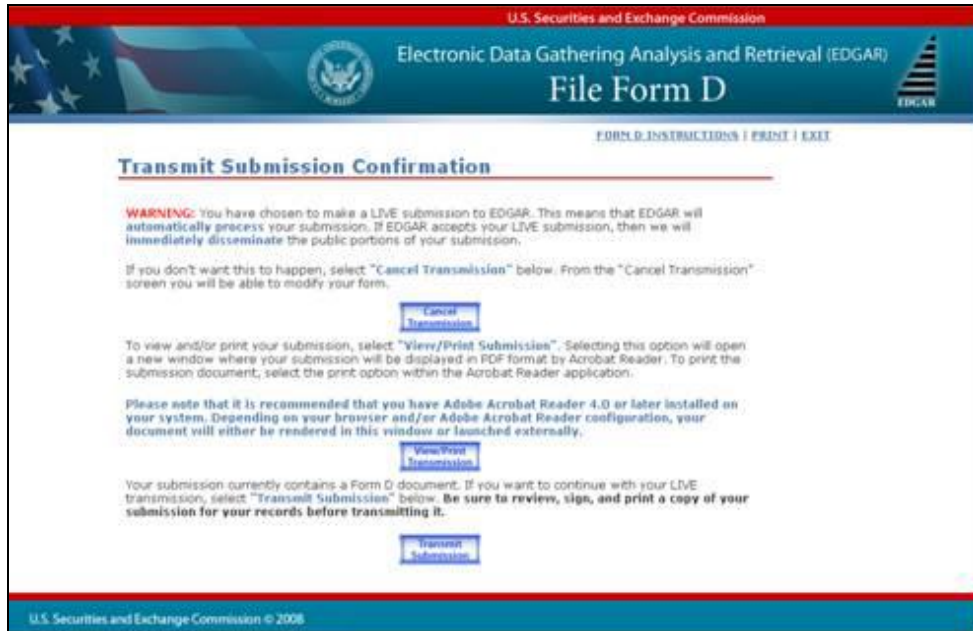 U.S. Securities and Exchange Commission
Electronic Data Gathering Analysis and Retrieval (EDGAR)
File Form D
EDGAR
FORM D INSTRUCTIONS | PRINT | EXIT
Transmit Submission Confirmation
WARNING: You have chosen to make a LIVE submission to EDGAR. This means that EDGAR will
automatically process your submission. If EDGAR accepts your LIVE submission, then we will
immediately disseminate the public portions of your submission.
If you don't want this to happen, select "Cancel Transmission" below. From the "Cancel Transmission"
screen you will be able to modify your form.
Cancel
Transmission
To view and/or print your submission, select "View/Print Submission". Selecting this option will open
a new window where your submission will be displayed in PDF format by Acrobat Reader. To print the
submission document, select the print option within the Acrobat Reader application.
Please note that it is recommended that you have Adobe Acrobat Reader 4.0 or later installed on
your system. Depending on your browser and/or Adobe Acrobat Reader configuration, your
document will either be rendered in this window or launched externally.
View/Print
Transmission
Your submission currently contains a Form D document. If you want to continue with your LIVE
transmission, select "Transmit Submission" below. Be sure to review, sign, and print a copy of your
submission for your records before transmitting it.
Transmit
Submission
U.S. Securities and Exchange Commission © 2008